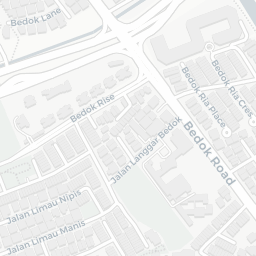 Bedok Lane
Bedok Ria Cres
Bedok Ria Place
Bedok Rise
Bedok Road
Jalan Langgar Bedok
Jalan Limau Nipis
Jalan Limau Manis